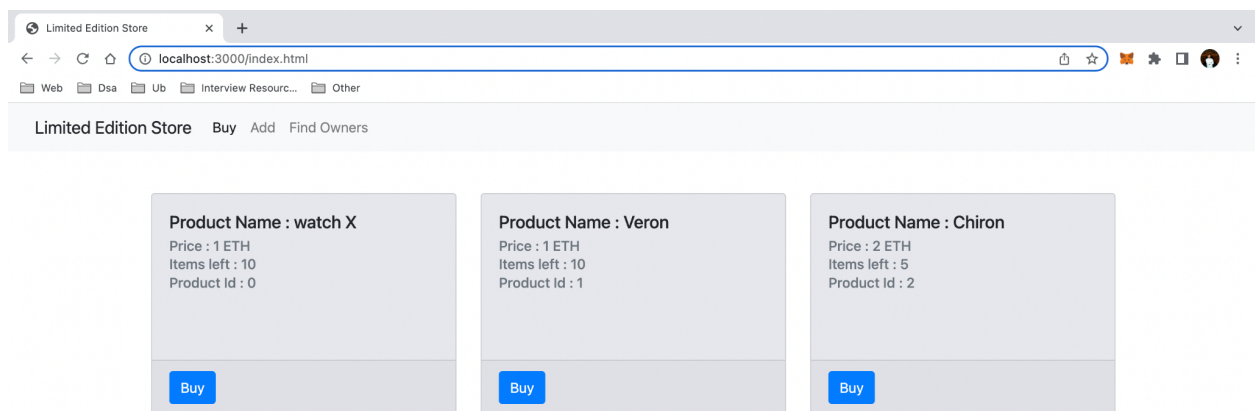 Limited Edition Store
localhost:3000/index.html
Web Dsa Ub Interview Resourc... Other
Limited Edition Store Buy Add Find Owners
Product Name : watch X
Price : 1 ETH
Items left : 10
Product Id : 0
Buy
Product Name : Veron
Price : 1 ETH
Items left : 10
Product Id : 1
Buy
Product Name : Chiron
Price : 2 ETH
Items left : 5
Product Id : 2
Buy